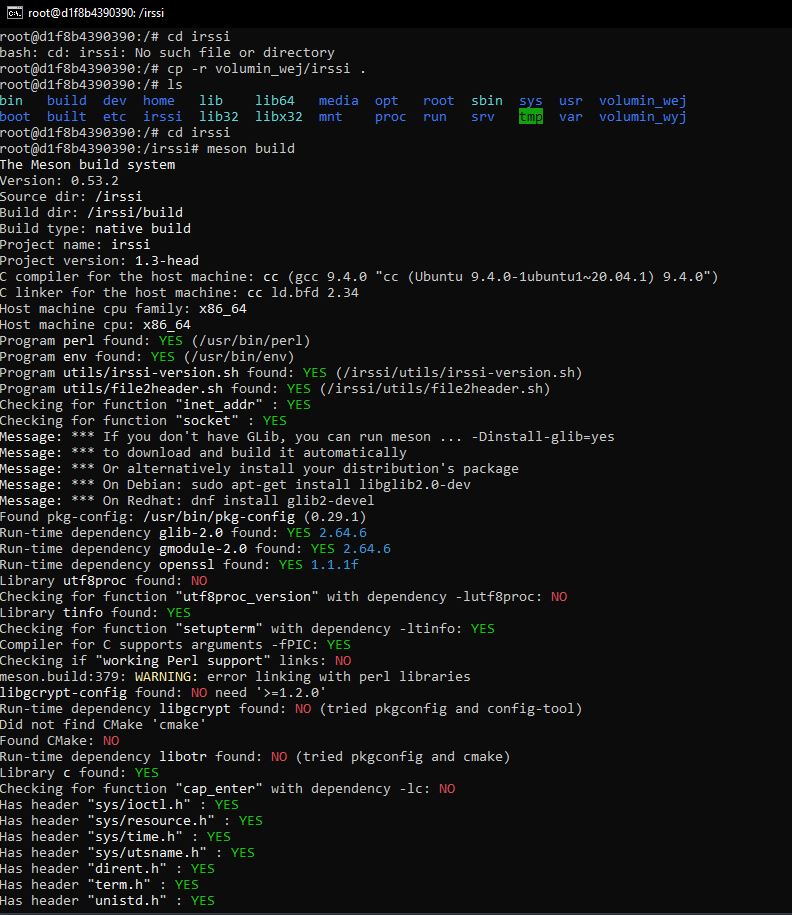 root@d1f8b4390390: /irssi
root@d1f8b4390390:/# cd irssi
bash: cd: irssi: No such file or directory
root@d1f8b4390390:/# cp -r volumin_wej/irssi .
root@d1f8b4390390:/# ls
bin build dev home lib lib64 media opt root sbin sys usr volumin_wej
boot built etc irssi lib32 libx32 mnt proc run srv tmp var volumin_wyj
root@d1f8b4390390:/# cd irssi
root@d1f8b4390390:/irssi# meson build
The Meson build system
Version: 0.53.2
Source dir: /irssi
Build dir: /irssi/build
Build type: native build
Project name: irssi
Project version: 1.3-head
C compiler for the host machine: cc (gcc 9.4.0 "cc (Ubuntu 9.4.0-1ubuntu1~20.04.1) 9.4.0")
C linker for the host machine: cc ld.bfd 2.34
Host machine cpu family: x86_64
Host machine cpu: x86_64
Program perl found: YES (/usr/bin/perl)
Program env found: YES (/usr/bin/env)
Program utils/irssi-version.sh found: YES (/irssi/utils/irssi-version.sh)
Program utils/file2header.sh found: YES (/irssi/utils/file2header.sh)
Checking for function "inet_addr" : YES
Checking for function "socket" : YES
Message: *** If you don't have GLib, you can run meson ... -Dinstall-glib=yes
Message: *** to download and build it automatically
Message: *** Or alternatively install your distribution's package
Message: *** On Debian: sudo apt-get install libglib2.0-dev
Message: *** On Redhat: dnf install glib2-devel
Found pkg-config: /usr/bin/pkg-config (0.29.1)
Run-time dependency glib-2.0 found: YES 2.64.6
Run-time dependency gmodule-2.0 found: YES 2.64.6
Run-time dependency openssl found: YES 1.1.1f
Library utf8proc found: NO
Checking for function "utf8proc_version" with dependency -lutf8proc: NO
Library tinfo found: YES
Checking for function "setupterm" with dependency -ltinfo: YES
Compiler for C supports arguments -fPIC: YES
Checking if "working Perl support" links: NO
meson.build:379: WARNING: error linking with perl libraries
libgcrypt-config found: NO need '>=1.2.0'
Run-time dependency libgcrypt found: NO (tried pkgconfig and config-tool)
Did not find CMake 'cmake'
Found CMake: NO
Run-time dependency libotr found: NO (tried pkgconfig and cmake)
Library c found: YES
Checking for function "cap_enter" with dependency -lc: NO
Has header "sys/ioctl.h" : YES
Has header "sys/resource.h" : YES
Has header "sys/time.h" : YES
Has header "sys/utsname.h" : YES
Has header "dirent.h" : YES
Has header "term.h" : YES
Has header "unistd.h" : YES